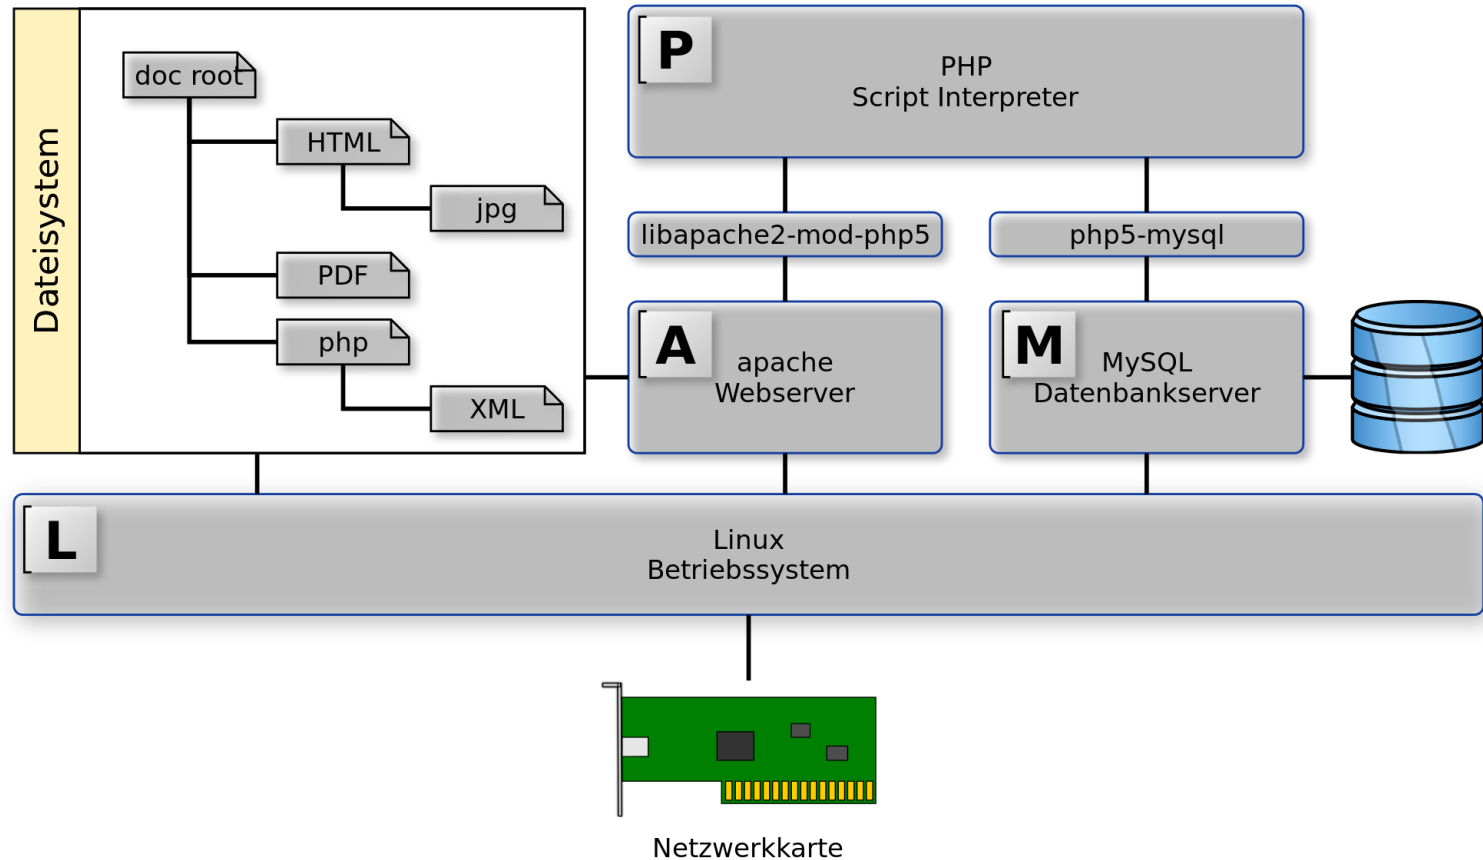 Dateisystem
doc root
HTML
jpg
PDF
php
XML
P
PHP
Script Interpreter
libapache2-mod-php5
php5-mysql
A
apache
Webserver
M
MySQL
Datenbankserver
L
Linux
Betriebssystem
Netzwerkkarte